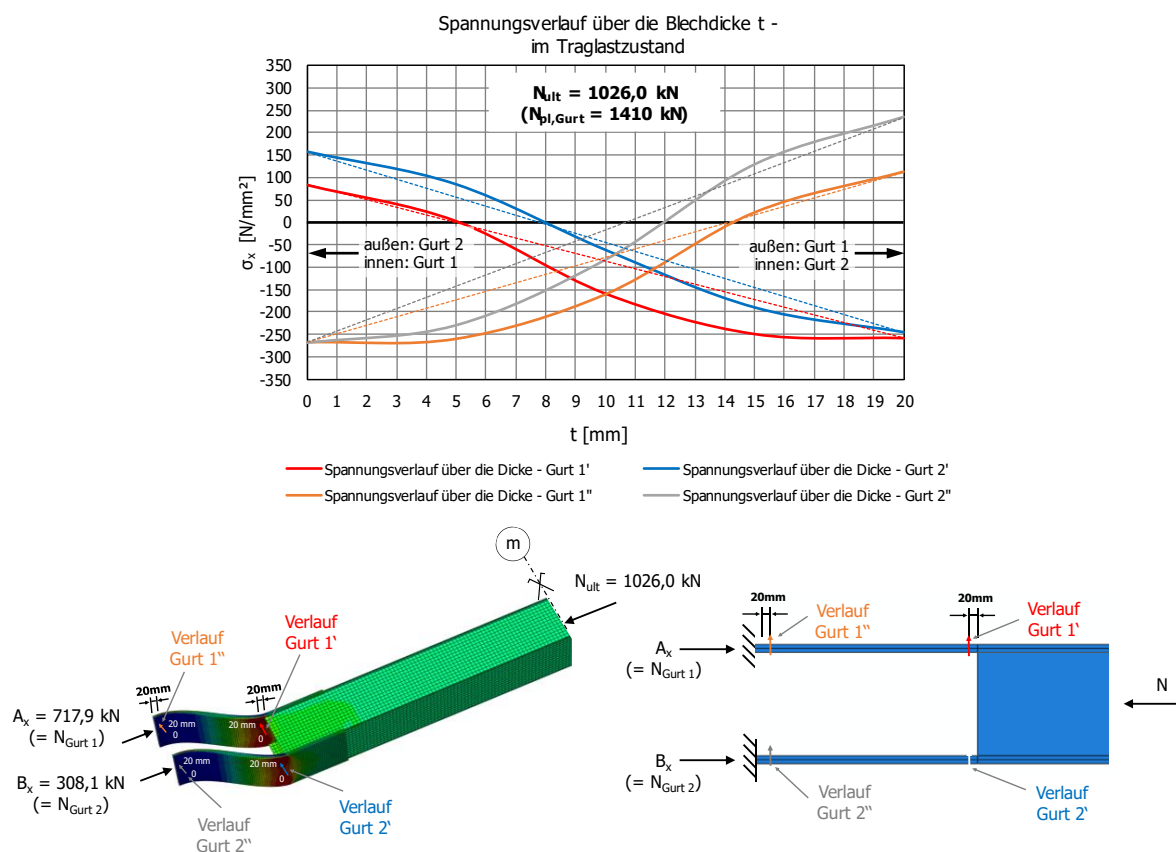 Spannungsverlauf über die Blechdicke t -
im Traglastzustand
350
300
250
200
150
100
50
0
-50
-100
-150
-200
-250
-300
-350
σx [N/mm²]
Nult = 1026,0 kN
(Npl,Gurt = 1410 kN)
außen: Gurt 2
innen: Gurt 1
außen: Gurt 1
innen: Gurt 2
0 1 2 3 4 5 6 7 8 9 10 11 12 13 14 15 16 17 18 19 20
t [mm]
Spannungsverlauf über die Dicke - Gurt 1'
Spannungsverlauf über die Dicke - Gurt 2'
Spannungsverlauf über die Dicke - Gurt 1"
Spannungsverlauf über die Dicke - Gurt 2"
m
Nult = 1026,0 kN
Verlauf
Gurt 1‘‘
Verlauf
Gurt 1‘
20mm
20mm
Ax = 717,9 kN
(= NGurt 1)
20 mm
0
20 mm
0
Bx = 308,1 kN
(= NGurt 2)
20 mm
0
20 mm
0
Verlauf
Gurt 2‘‘
Verlauf
Gurt 2‘
20mm
20mm
Verlauf
Gurt 1‘‘
Verlauf
Gurt 1‘
Ax
(= NGurt 1)
N
Bx
(= NGurt 2)
Verlauf
Gurt 2‘‘
Verlauf
Gurt 2‘